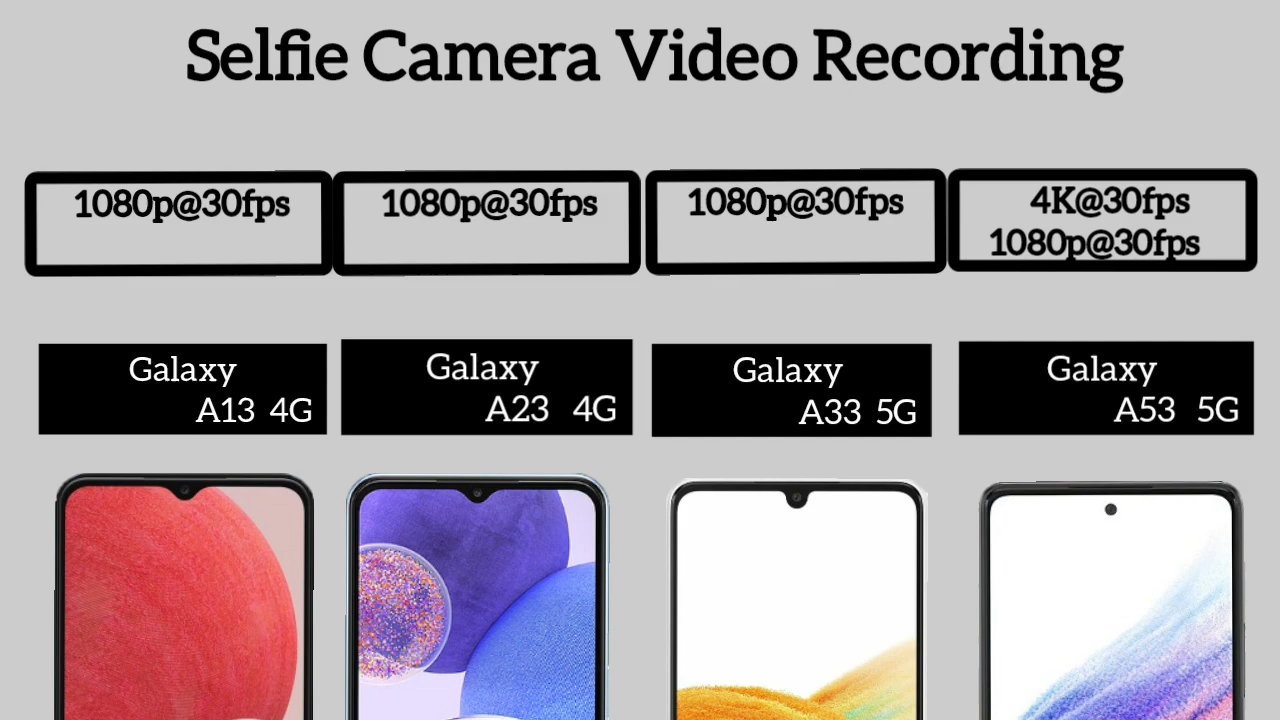 Selfie Camera Video Recording
1080p@30fps
1080p@30fps
1080p@30fps
4K@30fps
1080p@30fps
Galaxy
A13 4G
Galaxy
A23 4G
Galaxy
A33 5G
Galaxy
A53 5G